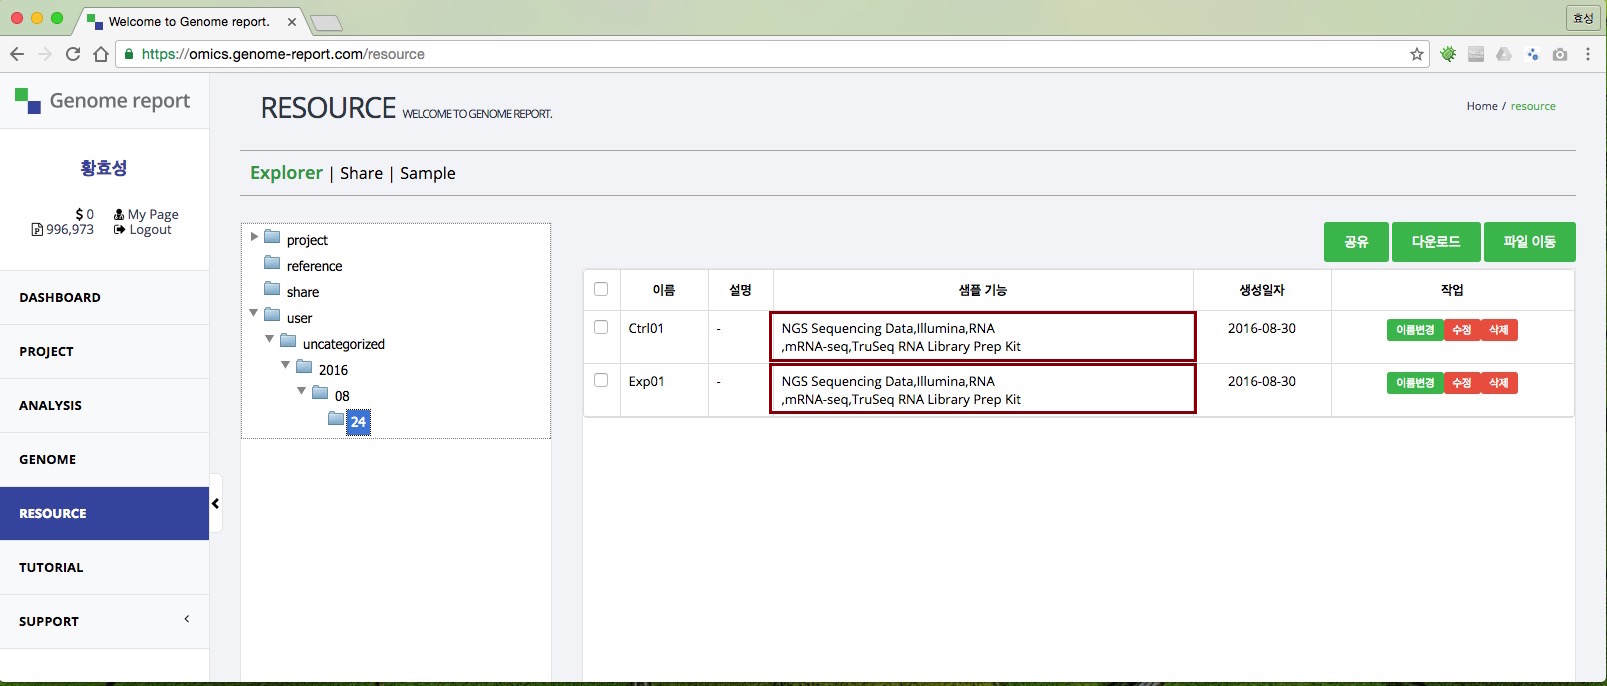 Welcome to Genome report.
효성
https://omics.genome-report.com/resource
Genome report
RESOURCE WELCOME TO GENOME REPORT.
Home / resource
황효성
$ 0 My Page
996,973 Logout
Explorer | Share | Sample
DASHBOARD
PROJECT
ANALYSIS
GENOME
RESOURCE
TUTORIAL
SUPPORT
project
reference
share
user
uncategorized
2016
08
24
공유 다운로드 파일 이동
이름 설명 샘플 기능 생성일자 작업
Ctrl01 - NGS Sequencing Data,Illumina,RNA 2016-08-30 이름변경 수정 삭제
,mRNA-seq,TruSeq RNA Library Prep Kit
Exp01 - NGS Sequencing Data,Illumina,RNA 2016-08-30 이름변경 수정 삭제
,mRNA-seq,TruSeq RNA Library Prep Kit